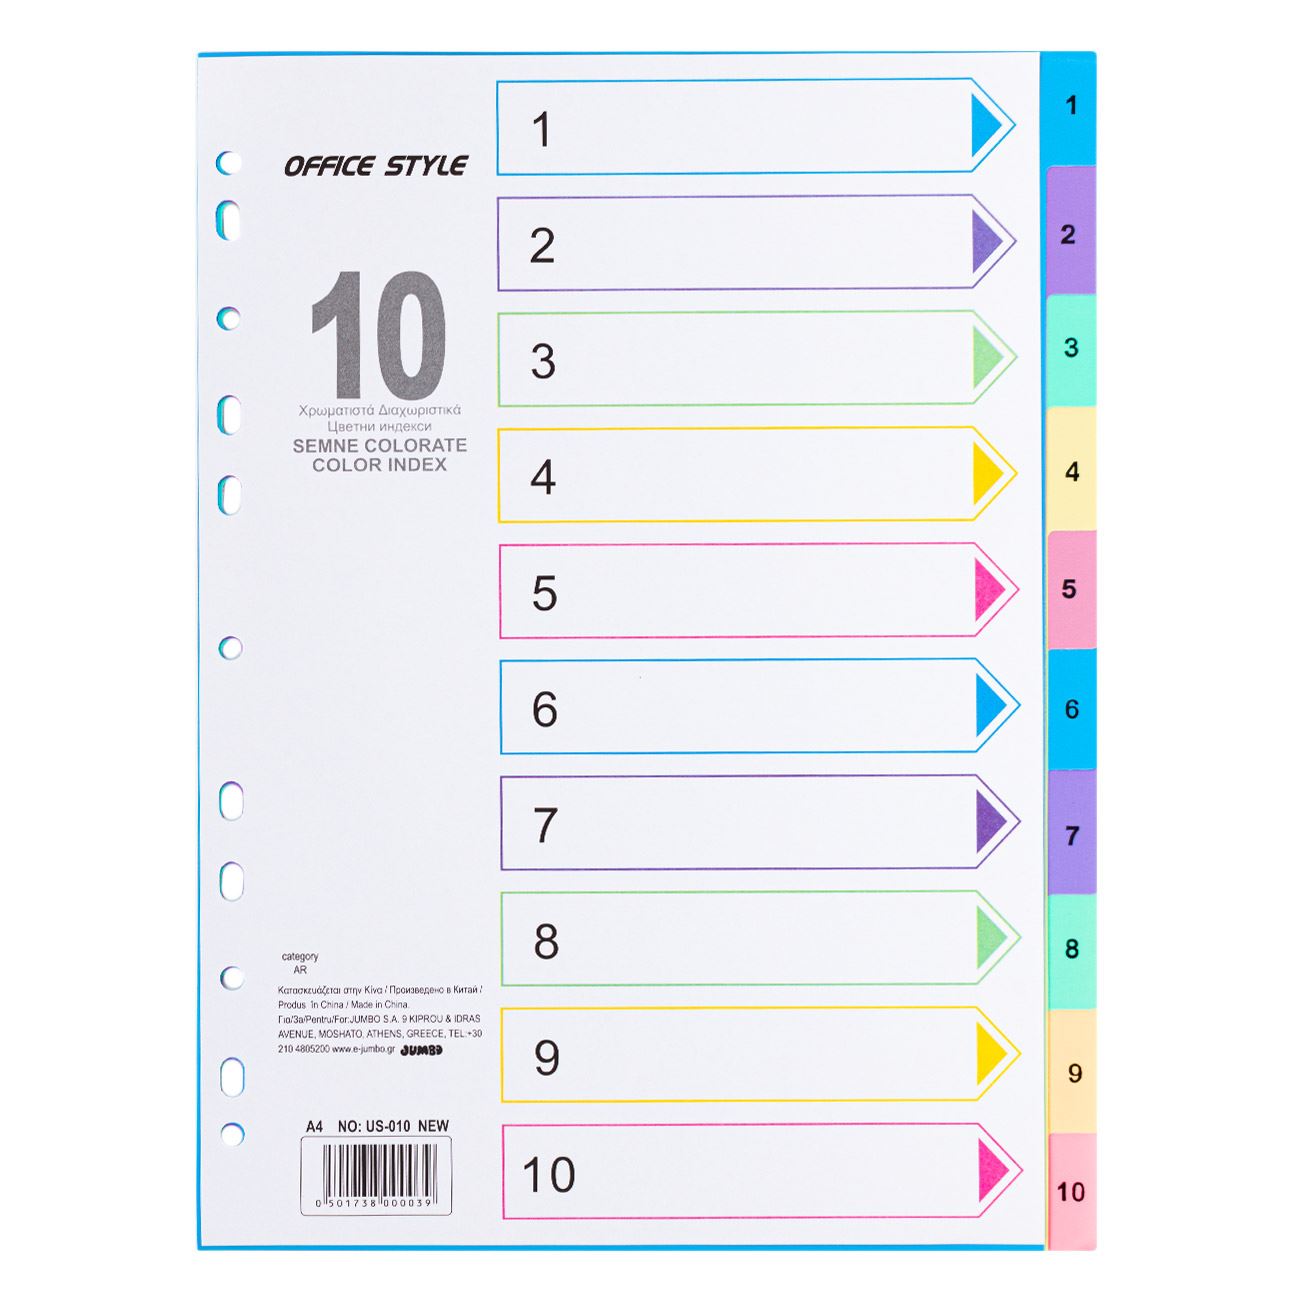 OFFICE STYLE
10
Χρωματιστά Διαχωριστικά
Цветни индекси
SEMNE COLORATE
COLOR INDEX
category
AR
Κατασκευάζεται στην Κίνα / Произведено в Китай /
Produs în China / Made in China.
Για/За/Pentru/For:JUMBO S.A. 9 KIPROU & IDRAS
AVENUE, MOSHATO, ATHENS, GREECE, TEL:+30
210 4805200 www.e-jumbo.gr JUMBO
A4 NO: US-010 NEW
0 501738 000039
1
2
3
4
5
6
7
8
9
10
1
2
3
4
5
6
7
8
9
10